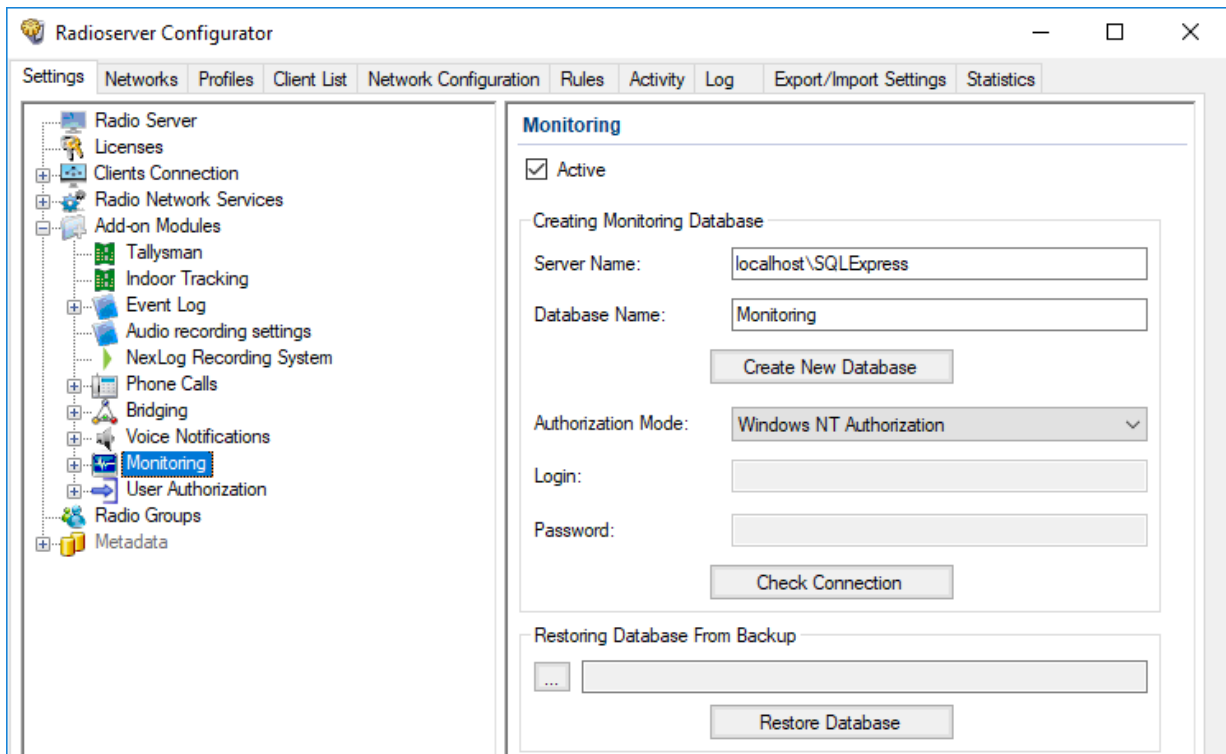 Radioserver Configurator
Settings Networks Profiles Client List Network Configuration Rules Activity Log Export/Import Settings Statistics
Radio Server
Licenses
Clients Connection
Radio Network Services
Add-on Modules
Tallysman
Indoor Tracking
Event Log
Audio recording settings
NexLog Recording System
Phone Calls
Bridging
Voice Notifications
Monitoring
User Authorization
Radio Groups
Metadata
Monitoring
Active
Creating Monitoring Database
Server Name: localhost\SQLExpress
Database Name: Monitoring
Create New Database
Authorization Mode: Windows NT Authorization
Login:
Password:
Check Connection
Restoring Database From Backup
...
Restore Database